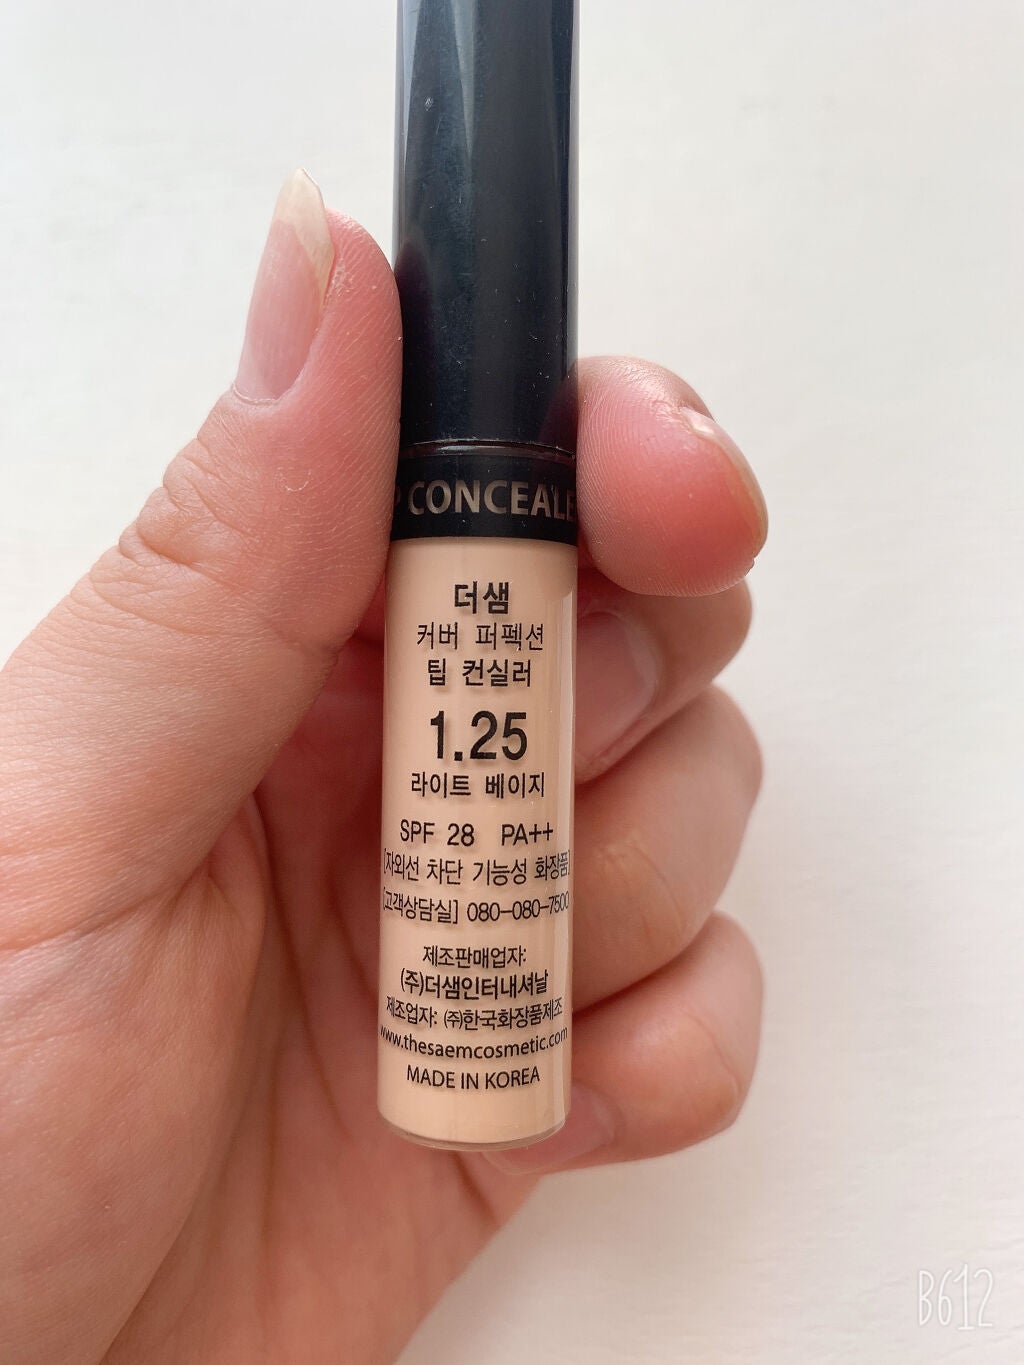 P CONCEALE
더샘
커버 퍼펙션
팁 컨실러
1.25
라이트 베이지
SPF 28 PA++
[자외선 차단 기능성 화장품]
[고객상담실] 080-080-7500
제조판매업자:
(주)더샘인터내셔날
제조업자: (주)한국화장품제조
www.thesaemcosmetic.com
MADE IN KOREA
B612